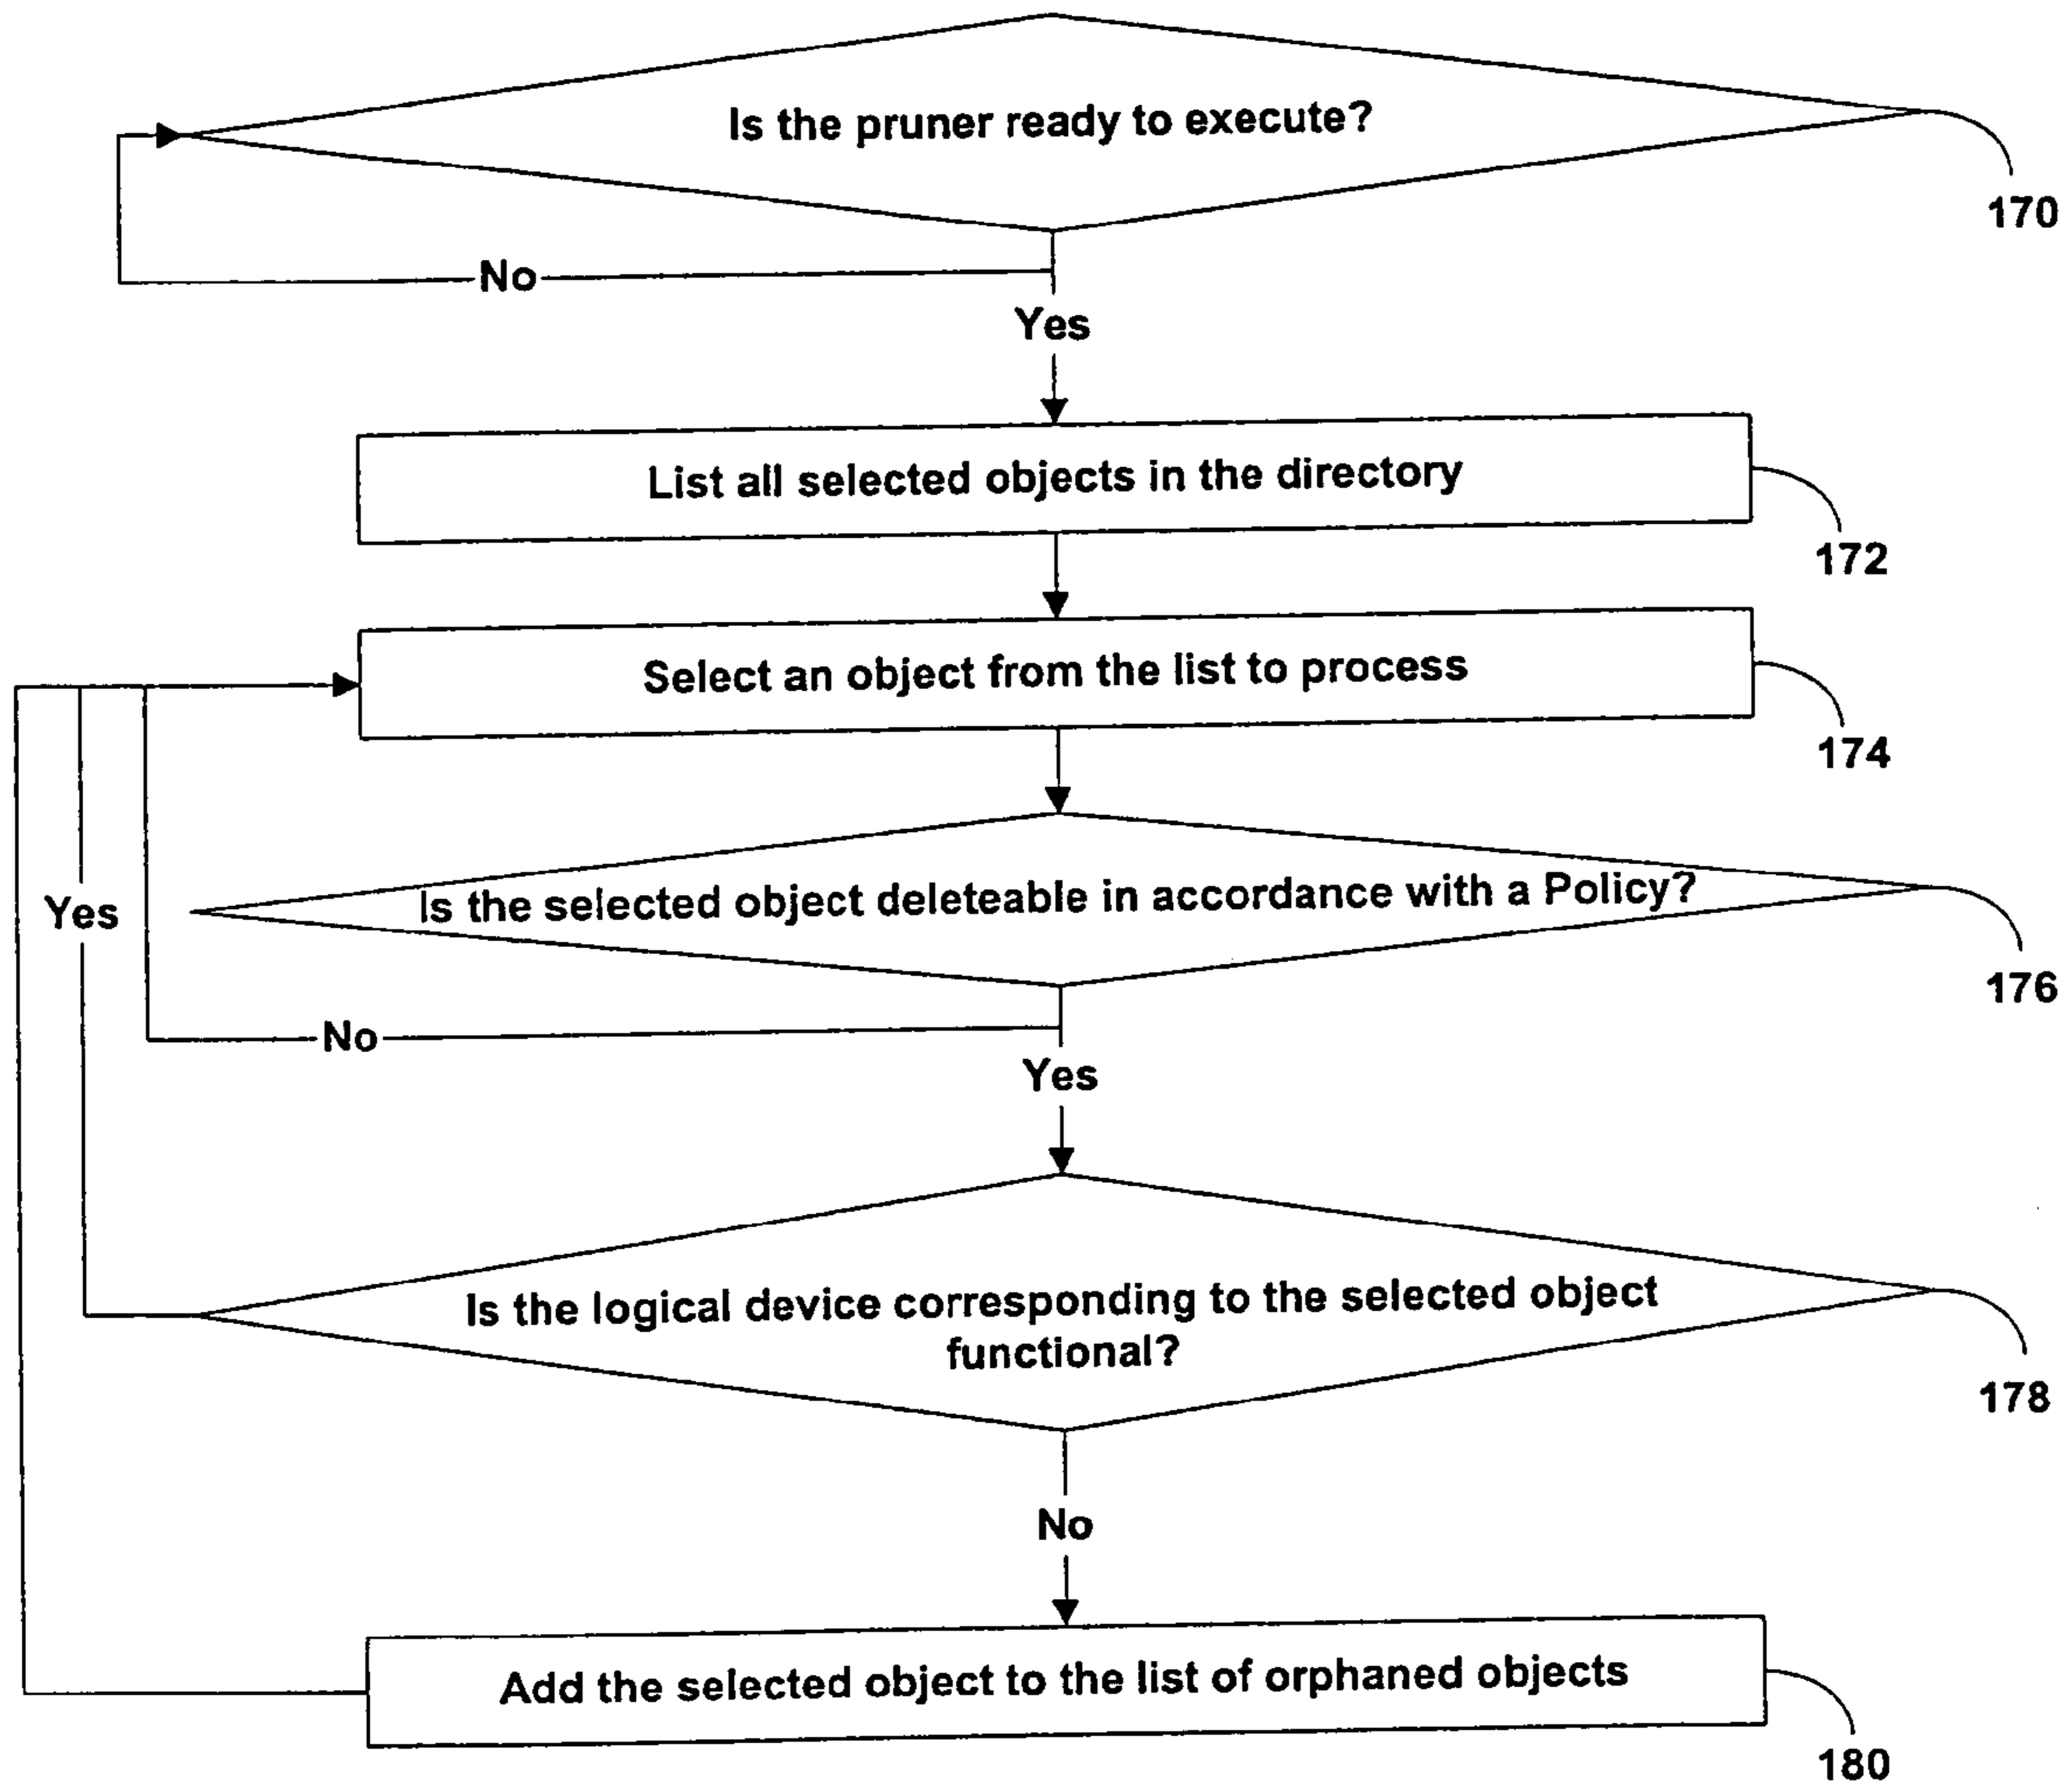 Is the pruner ready to execute?
170
No
Yes
List all selected objects in the directory
172
Select an object from the list to process
174
Is the selected object deleteable in accordance with a Policy?
Yes
176
No
Yes
Is the logical device corresponding to the selected object
functional?
178
No
Add the selected object to the list of orphaned objects
180